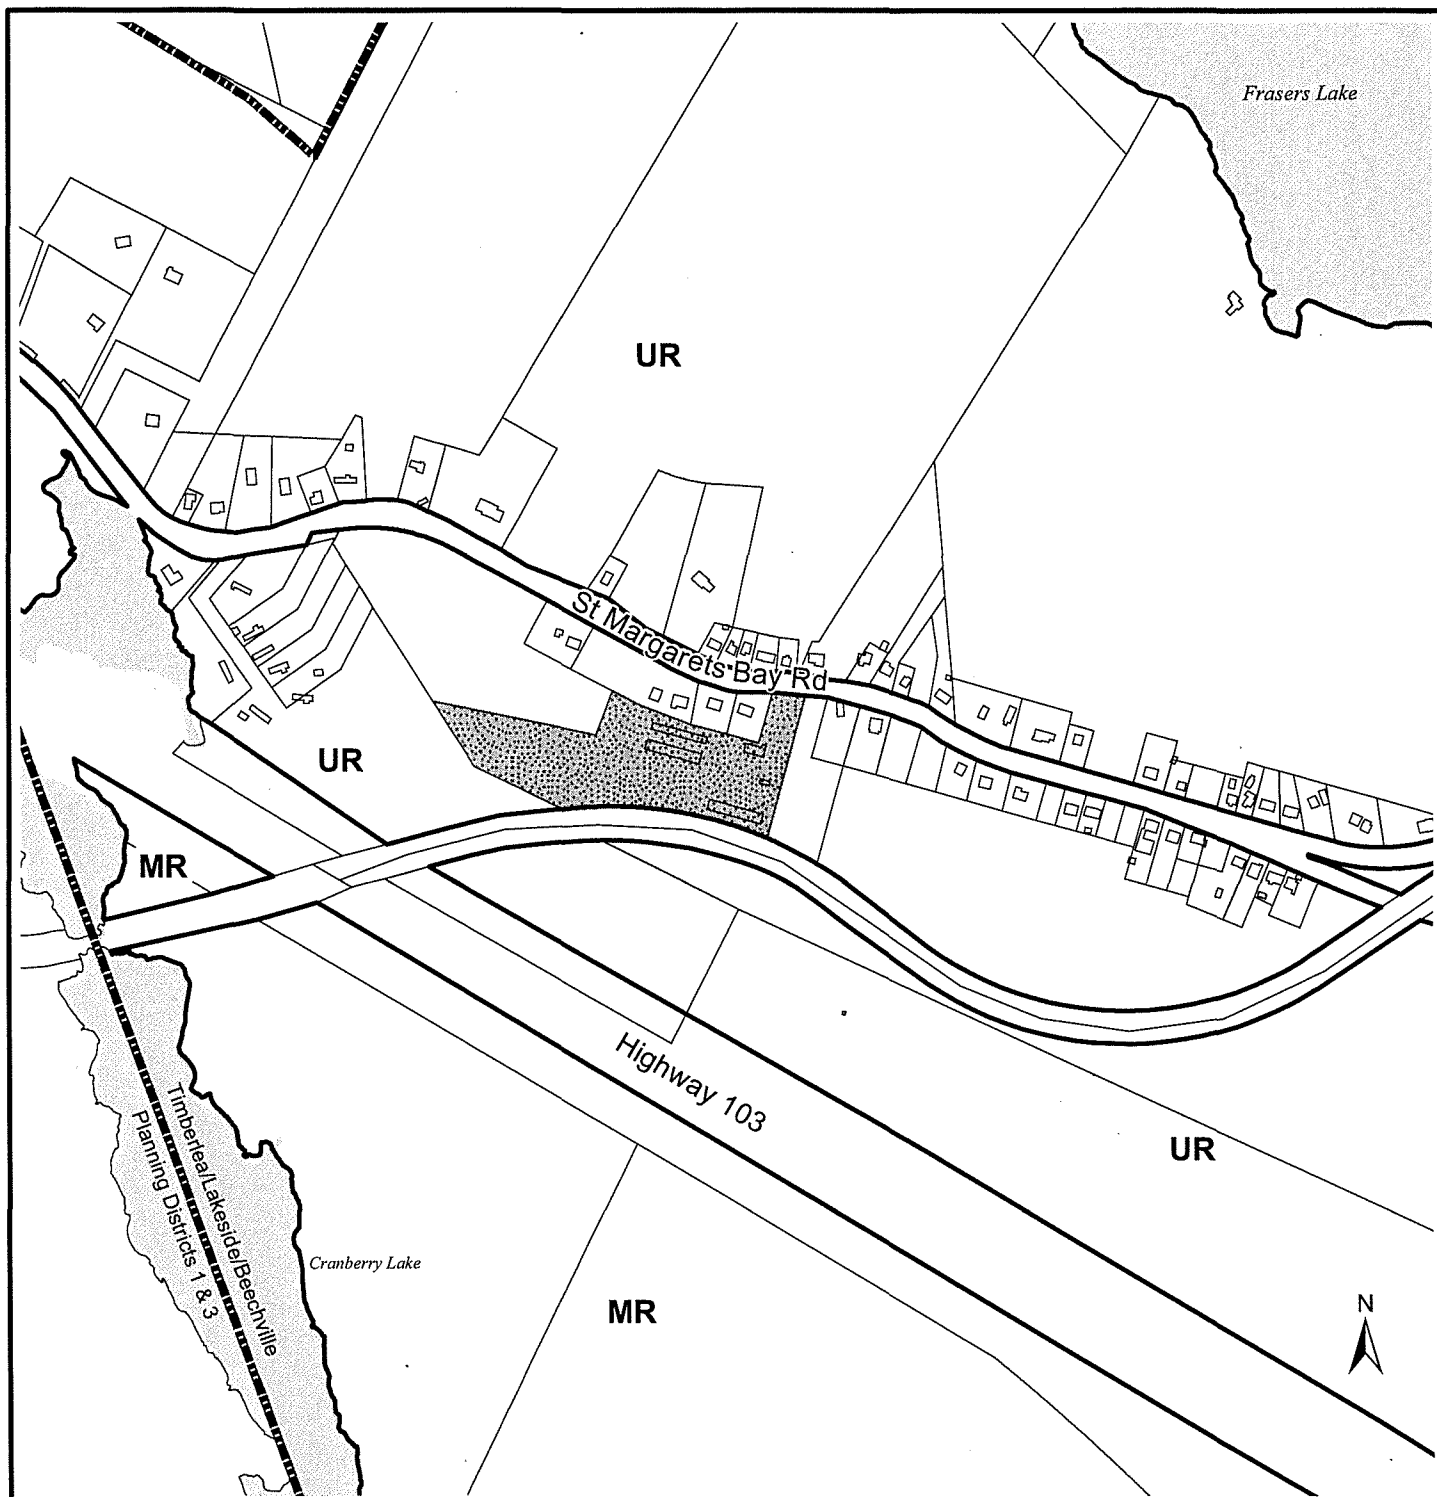 Frasers Lake
UR
St Margarets Bay Rd
UR
MR
Highway 103
Timberlea/Lakeside/Beechville
Planning Districts 1 & 3
UR
Cranberry Lake
MR
N